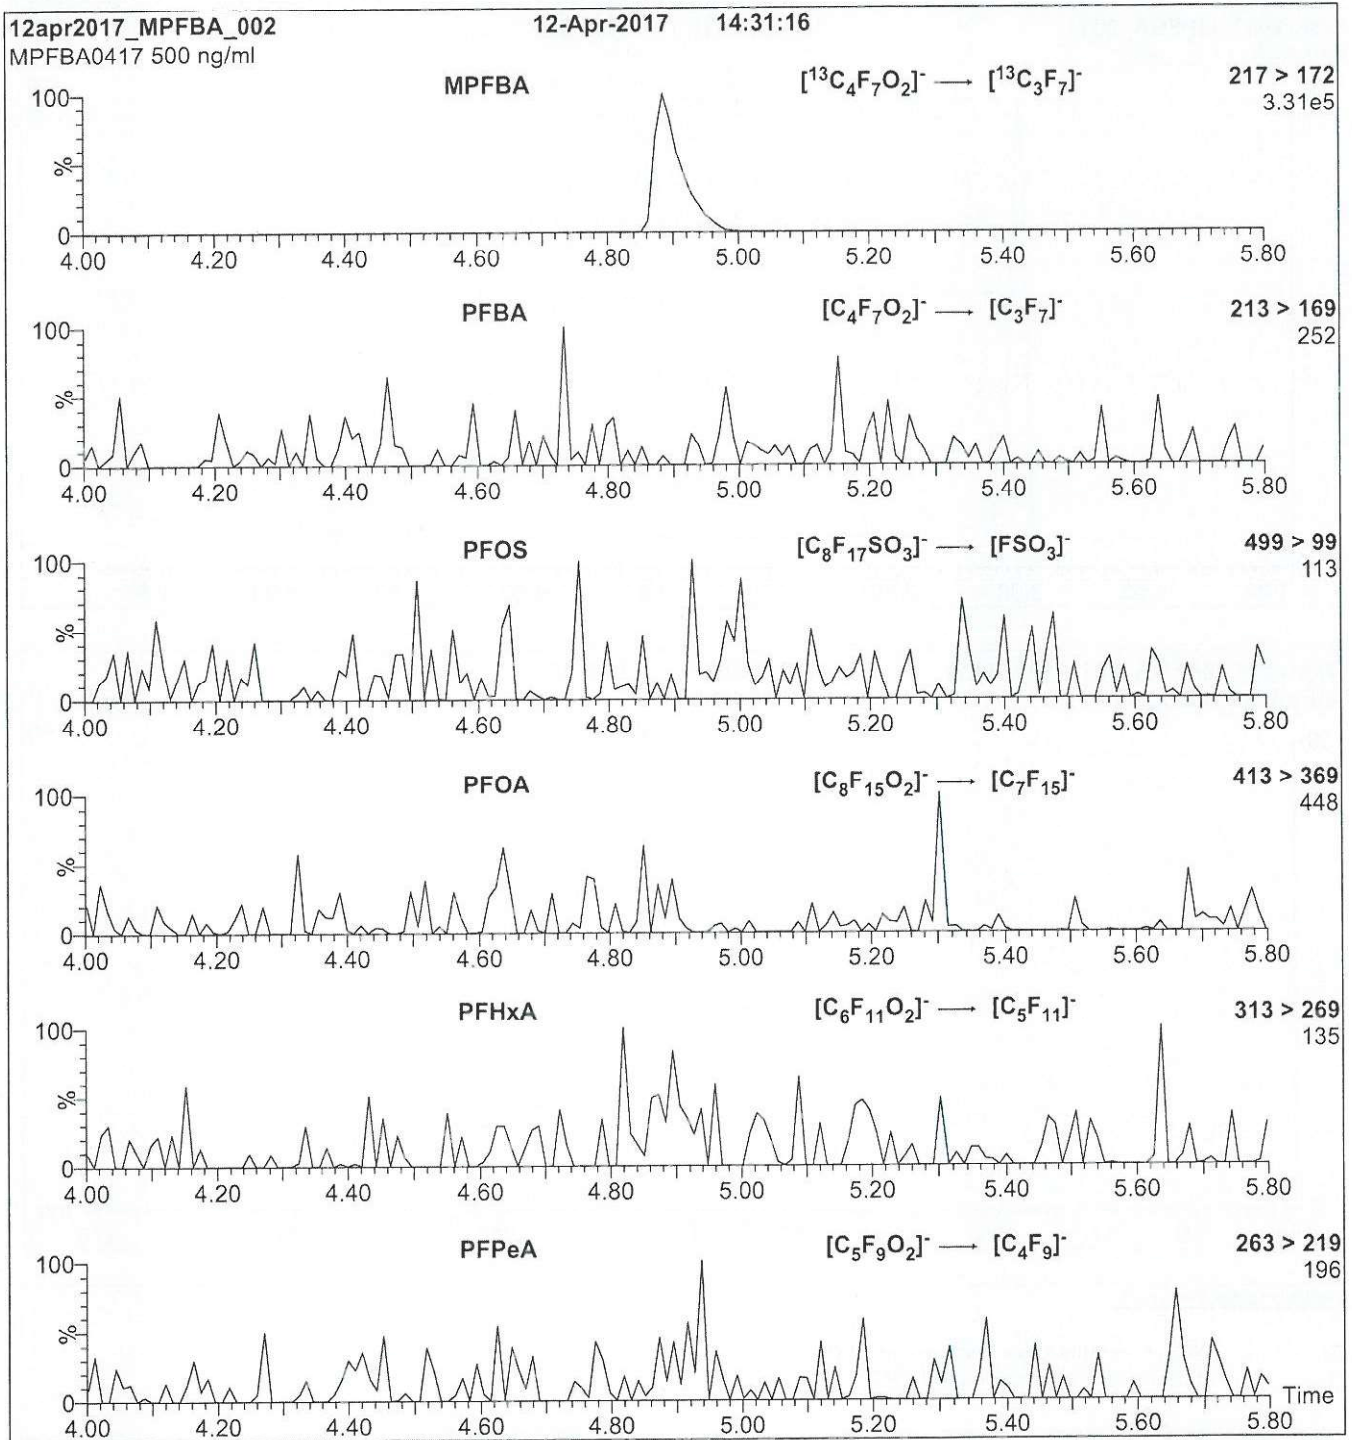 12apr2017_MPFBA_002 12-Apr-2017 14:31:16
MPFBA0417 500 ng/ml
MPFBA [¹³C₄F₇O₂]⁻ → [¹³C₃F₇]⁻ 217 > 172
3.31e5
100
%
0
4.00 4.20 4.40 4.60 4.80 5.00 5.20 5.40 5.60 5.80
PFBA [C₄F₇O₂]⁻ → [C₃F₇]⁻ 213 > 169
252
100
%
0
4.00 4.20 4.40 4.60 4.80 5.00 5.20 5.40 5.60 5.80
PFOS [C₈F₁₇SO₃]⁻ → [FSO₃]⁻ 499 > 99
113
100
%
0
4.00 4.20 4.40 4.60 4.80 5.00 5.20 5.40 5.60 5.80
PFOA [C₈F₁₅O₂]⁻ → [C₇F₁₅]⁻ 413 > 369
448
100
%
0
4.00 4.20 4.40 4.60 4.80 5.00 5.20 5.40 5.60 5.80
PFHxA [C₆F₁₁O₂]⁻ → [C₅F₁₁]⁻ 313 > 269
135
100
%
0
4.00 4.20 4.40 4.60 4.80 5.00 5.20 5.40 5.60 5.80
PFPeA [C₅F₉O₂]⁻ → [C₄F₉]⁻ 263 > 219
196
100
%
0
Time
4.00 4.20 4.40 4.60 4.80 5.00 5.20 5.40 5.60 5.80